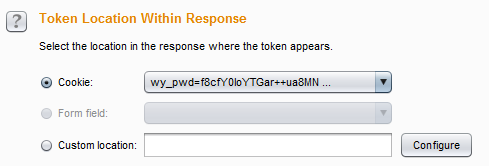 Token Location Within Response
Select the location in the response where the token appears.
Cookie: wy_pwd=f8cfY0loYTGar++ua8MN ...
Form field:
Custom location: Configure